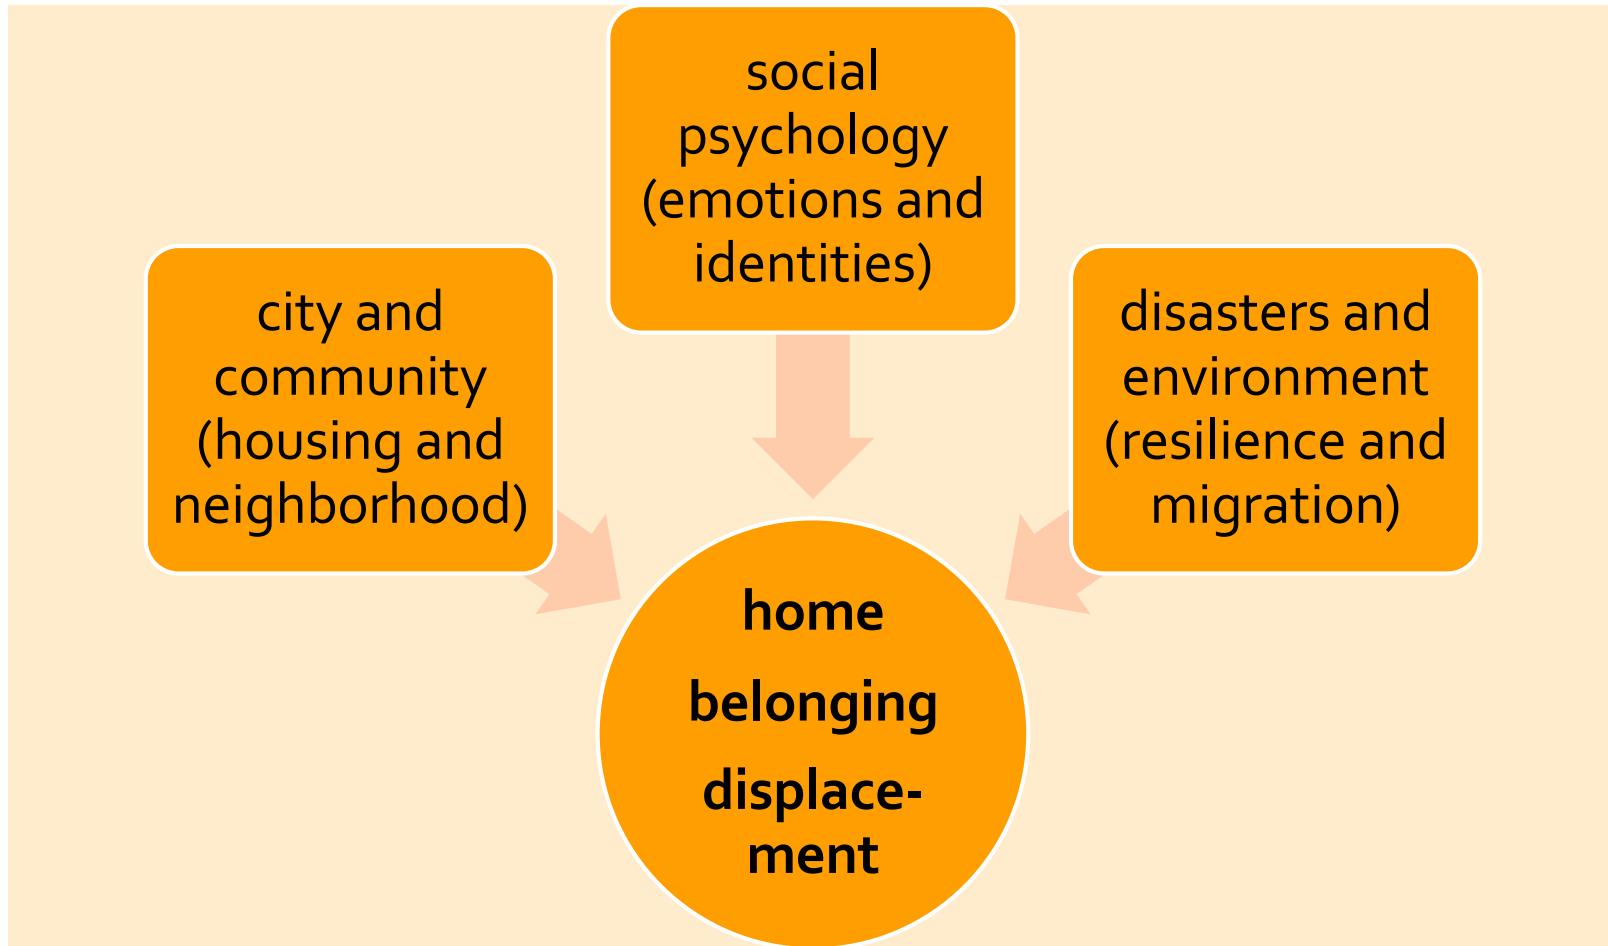 social
psychology
(emotions and
identities)
city and
community
(housing and
neighborhood)
disasters and
environment
(resilience and
migration)
home
belonging
displace-
ment